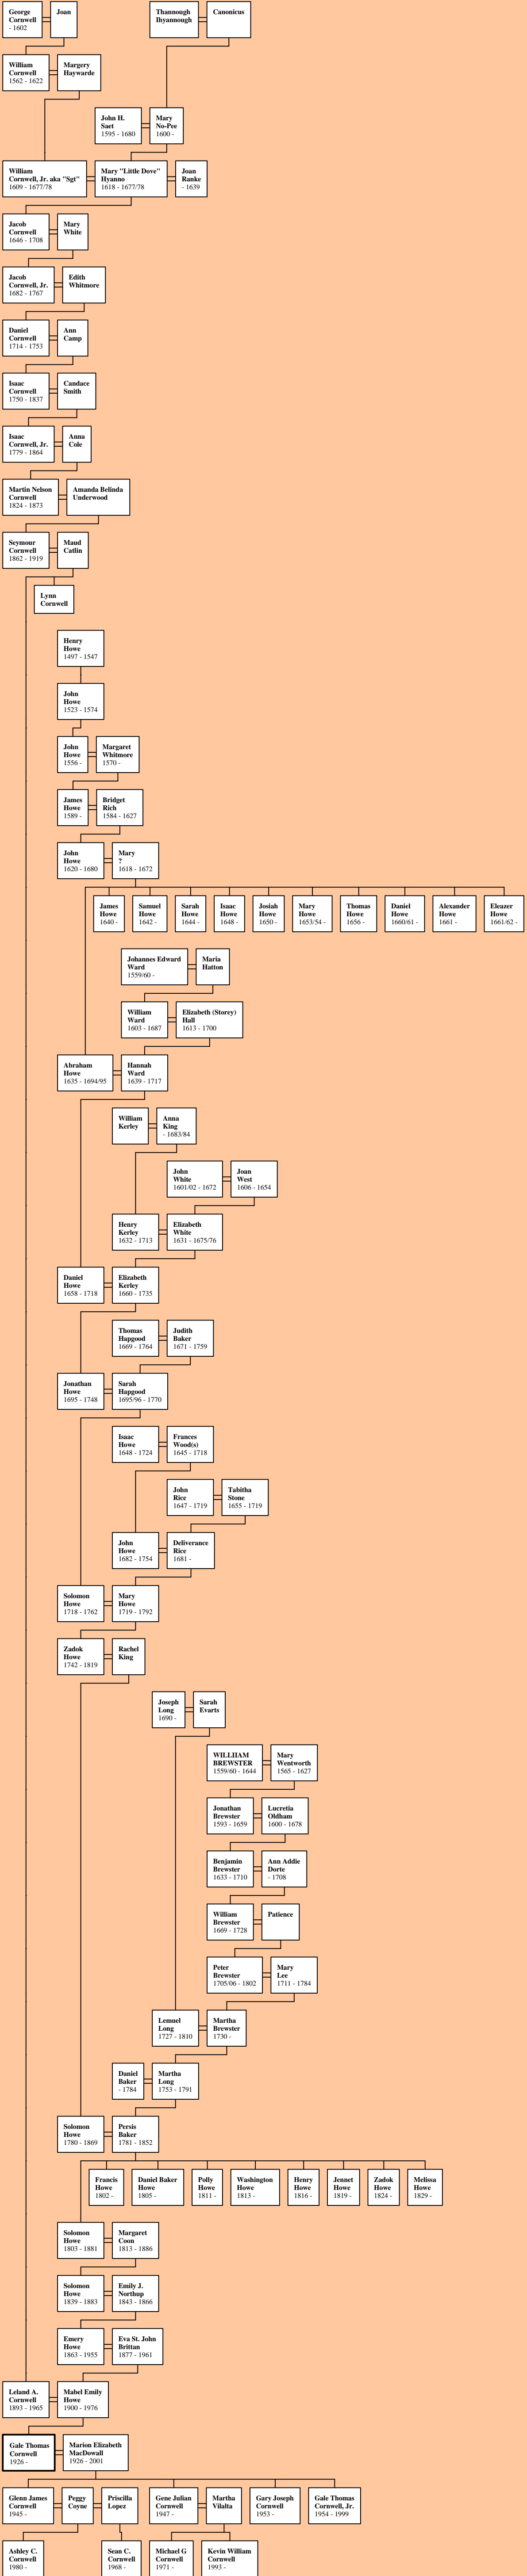 George
Cornwell
- 1602
Joan
Thannough
Ihyannough
Canonicus
William
Cornwell
1562 - 1622
Margery
Haywarde
John H.
Saet
1595 - 1680
Mary
No-Pee
1600 -
William
Cornwell, Jr. aka "Sgt"
1609 - 1677/78
Mary "Little Dove"
Hyanno
1618 - 1677/78
Joan
Ranke
- 1639
Jacob
Cornwell
1646 - 1708
Mary
White
Jacob
Cornwell, Jr.
1682 - 1767
Edith
Whitmore
Daniel
Cornwell
1714 - 1753
Ann
Camp
Isaac
Cornwell
1750 - 1837
Candace
Smith
Isaac
Cornwell, Jr.
1779 - 1864
Anna
Cole
Martin Nelson
Cornwell
1824 - 1873
Amanda Belinda
Underwood
Seymour
Cornwell
1862 - 1919
Maud
Catlin
Lynn
Cornwell
Henry
Howe
1497 - 1547
John
Howe
1523 - 1574
John
Howe
1556 -
Margaret
Whitmore
1570 -
James
Howe
1589 -
Bridget
Rich
1584 - 1627
John
Howe
1620 - 1680
Mary
?
1618 - 1672
James
Howe
1640 -
Samuel
Howe
1642 -
Sarah
Howe
1644 -
Isaac
Howe
1648 -
Josiah
Howe
1650 -
Mary
Howe
1653/54 -
Thomas
Howe
1656 -
Daniel
Howe
1660/61 -
Alexander
Howe
1661 -
Eleazer
Howe
1661/62 -
Johannes Edward
Ward
1559/60 -
Maria
Hatton
William
Ward
1603 - 1687
Elizabeth (Storey)
Hall
1613 - 1700
Abraham
Howe
1635 - 1694/95
Hannah
Ward
1639 - 1717
William
Kerley
Anna
King
- 1683/84
John
White
1601/02 - 1672
Joan
West
1606 - 1654
Henry
Kerley
1632 - 1713
Elizabeth
White
1631 - 1675/76
Daniel
Howe
1658 - 1718
Elizabeth
Kerley
1660 - 1735
Thomas
Hapgood
1669 - 1764
Judith
Baker
1671 - 1759
Jonathan
Howe
1695 - 1748
Sarah
Hapgood
1695/96 - 1770
Isaac
Howe
1648 - 1724
Frances
Wood(s)
1645 - 1718
John
Rice
1647 - 1719
Tabitha
Stone
1655 - 1719
John
Howe
1682 - 1754
Deliverance
Rice
1681 -
Solomon
Howe
1718 - 1762
Mary
Howe
1719 - 1792
Zadok
Howe
1742 - 1819
Rachel
King
Joseph
Long
1690 -
Sarah
Evarts
WILLIIAM
BREWSTER
1559/60 - 1644
Mary
Wentworth
1565 - 1627
Jonathan
Brewster
1593 - 1659
Lucretia
Oldham
1600 - 1678
Benjamin
Brewster
1633 - 1710
Ann Addie
Dorte
- 1708
William
Brewster
1669 - 1728
Patience
Peter
Brewster
1705/06 - 1802
Mary
Lee
1711 - 1784
Lemuel
Long
1727 - 1810
Martha
Brewster
1730 -
Daniel
Baker
- 1784
Martha
Long
1753 - 1791
Solomon
Howe
1780 - 1869
Persis
Baker
1781 - 1852
Francis
Howe
1802 -
Daniel Baker
Howe
1805 -
Polly
Howe
1811 -
Washington
Howe
1813 -
Henry
Howe
1816 -
Jennet
Howe
1819 -
Zadok
Howe
1824 -
Melissa
Howe
1829 -
Solomon
Howe
1803 - 1881
Margaret
Coon
1813 - 1886
Solomon
Howe
1839 - 1883
Emily J.
Northup
1843 - 1866
Emery
Howe
1863 - 1955
Eva St. John
Brittan
1877 - 1961
Leland A.
Cornwell
1893 - 1965
Mabel Emily
Howe
1900 - 1976
Gale Thomas
Cornwell
1926 -
Marion Elizabeth
MacDowall
1926 - 2001
Glenn James
Cornwell
1945 -
Peggy
Coyne
Priscilla
Lopez
Gene Julian
Cornwell
1947 -
Martha
Vilalta
Gary Joseph
Cornwell
1953 -
Gale Thomas
Cornwell, Jr.
1954 - 1999
Ashley C.
Cornwell
1980 -
Sean C.
Cornwell
1968 -
Michael G
Cornwell
1971 -
Kevin William
Cornwell
1993 -